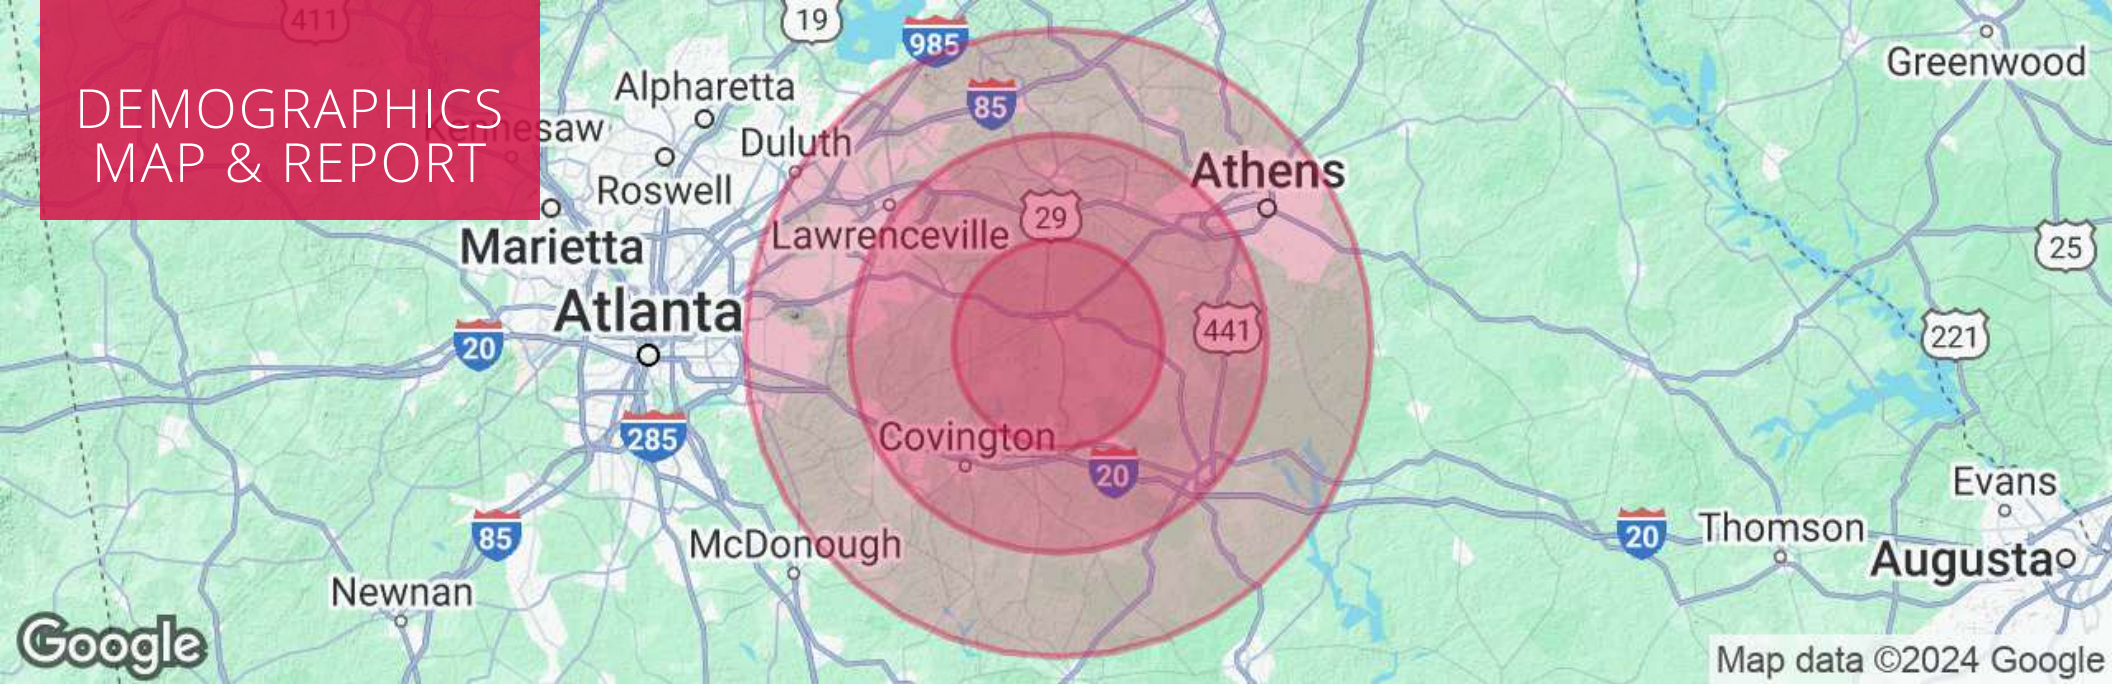 411
19
985
DEMOGRAPHICS
MAP & REPORT
Kennesaw
Alpharetta
85
Duluth
Roswell
Athens
Greenwood
Marietta
Lawrenceville
29
25
Atlanta
20
441
221
285
Covington
20
85
McDonough
20
Thomson
Evans
Augusta
Newnan
Google
Map data ©2024 Google